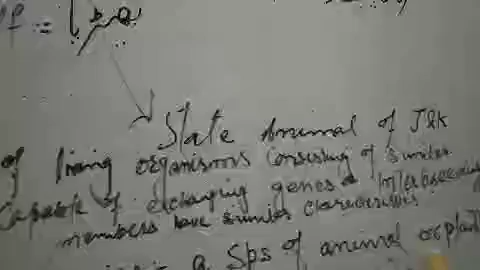 State Animal of J&K
of living organisms consisting of similar
capable of exchanging genes & interbreeding
members have similar characteristics
a Sps of animal or plant